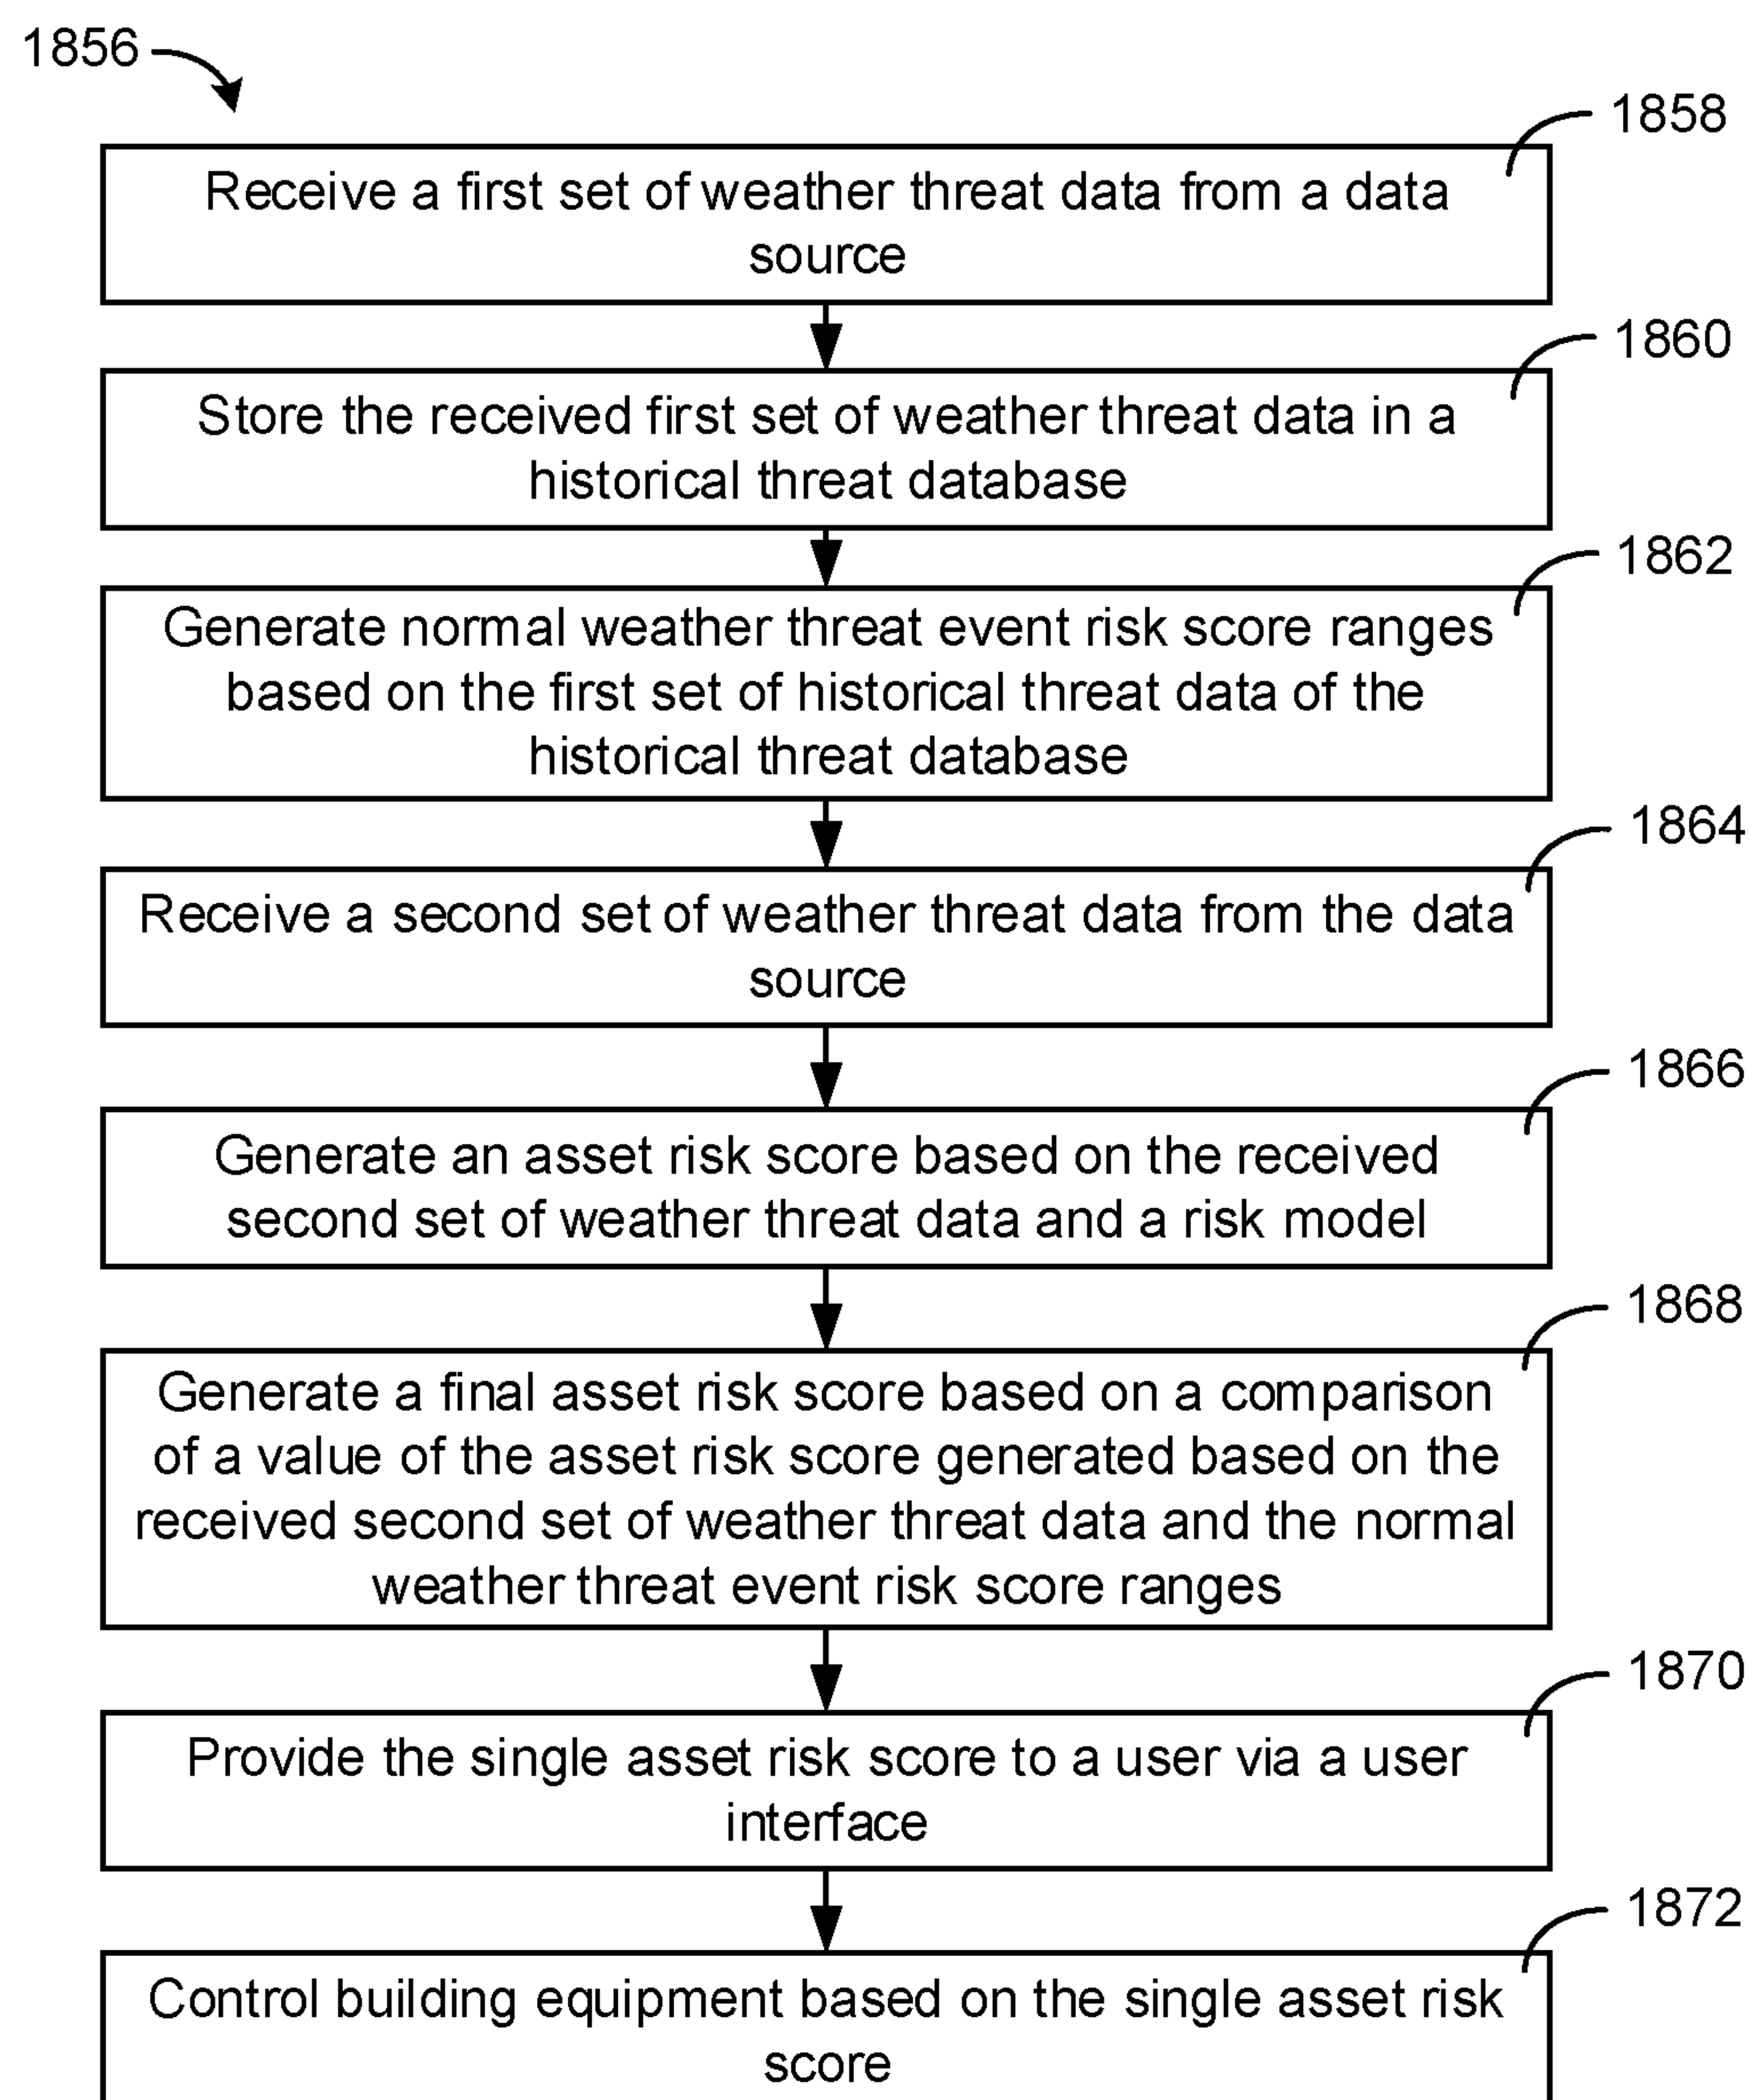 1856
1858
Receive a first set of weather threat data from a data
source
1860
Store the received first set of weather threat data in a
historical threat database
1862
Generate normal weather threat event risk score ranges
based on the first set of historical threat data of the
historical threat database
1864
Receive a second set of weather threat data from the data
source
1866
Generate an asset risk score based on the received
second set of weather threat data and a risk model
1868
Generate a final asset risk score based on a comparison
of a value of the asset risk score generated based on the
received second set of weather threat data and the normal
weather threat event risk score ranges
1870
Provide the single asset risk score to a user via a user
interface
1872
Control building equipment based on the single asset risk
score